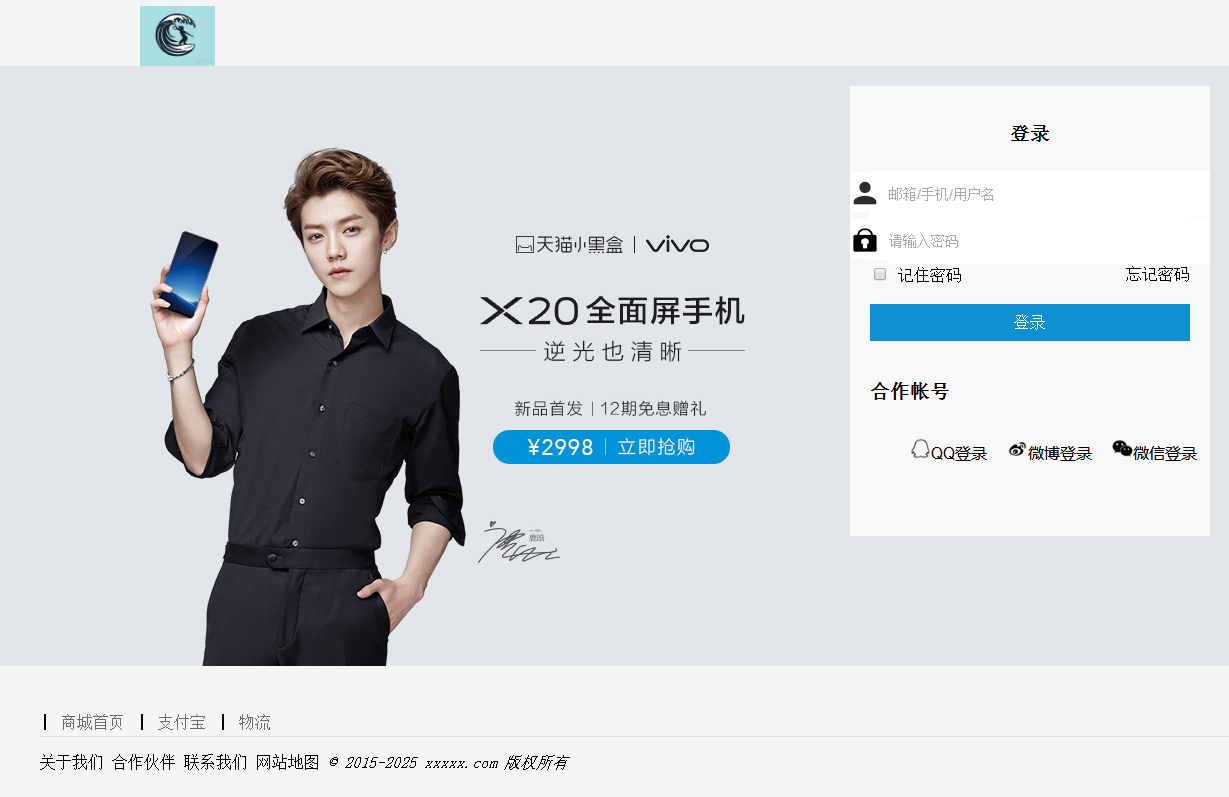 天猫小黑盒 | vivo
X20全面屏手机
逆光也清晰
新品首发 | 12期免息赠礼
¥2998 | 立即抢购
鹿晗
登录
邮箱/手机/用户名
请输入密码
记住密码 忘记密码
登录
合作帐号
QQ登录 微博登录 微信登录
商城首页 支付宝 物流
关于我们 合作伙伴 联系我们 网站地图 © 2015-2025 xxxxx.com 版权所有